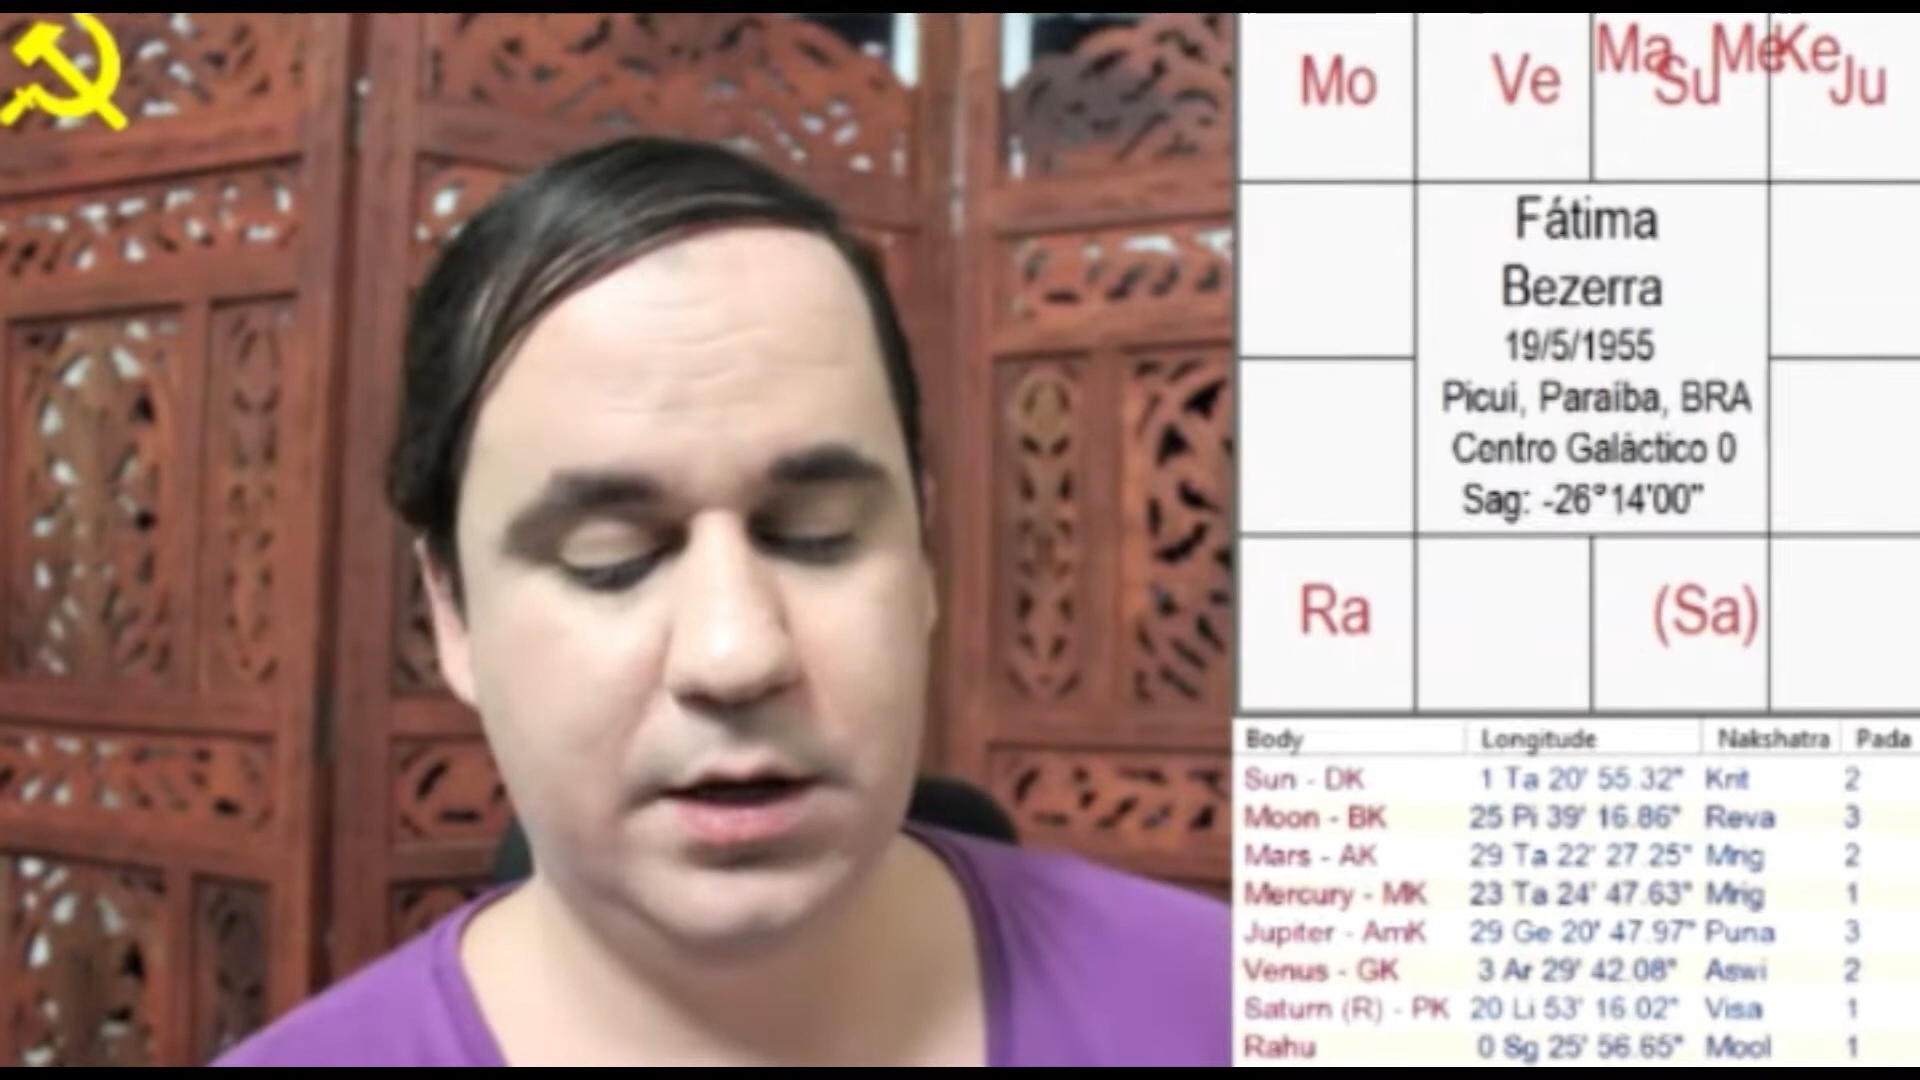 Mo Ve Ma Su Me Ke Ju
Fátima
Bezerra
19/5/1955
Picui, Paraiba, BRA
Centro Galáctico 0
Sag: -26°14'00"
Ra (Sa)
Body Longitude Nakshatra Pada
Sun - DK 1 Ta 20' 55.32" Krit 2
Moon - BK 25 Pi 39' 16.86" Reva 3
Mars - AK 29 Ta 22' 27.25" Mrig 2
Mercury - MK 23 Ta 24' 47.63" Mrig 1
Jupiter - AmK 29 Ge 20' 47.97" Puna 3
Venus - GK 3 Ar 29' 42.08" Aswi 2
Saturn (R) - PK 20 Li 53' 16.02" Visa 1
Rahu 0 Sg 25' 56.65" Mool 1